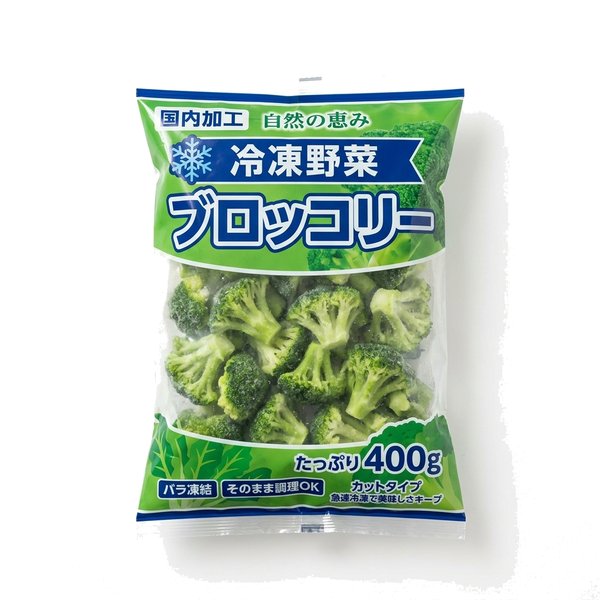 国内加工 自然の恵み
冷凍野菜
ブロッコリー
たっぷり400g
バラ凍結 そのまま調理OK カットタイプ
急速冷凍で美味しさキープ